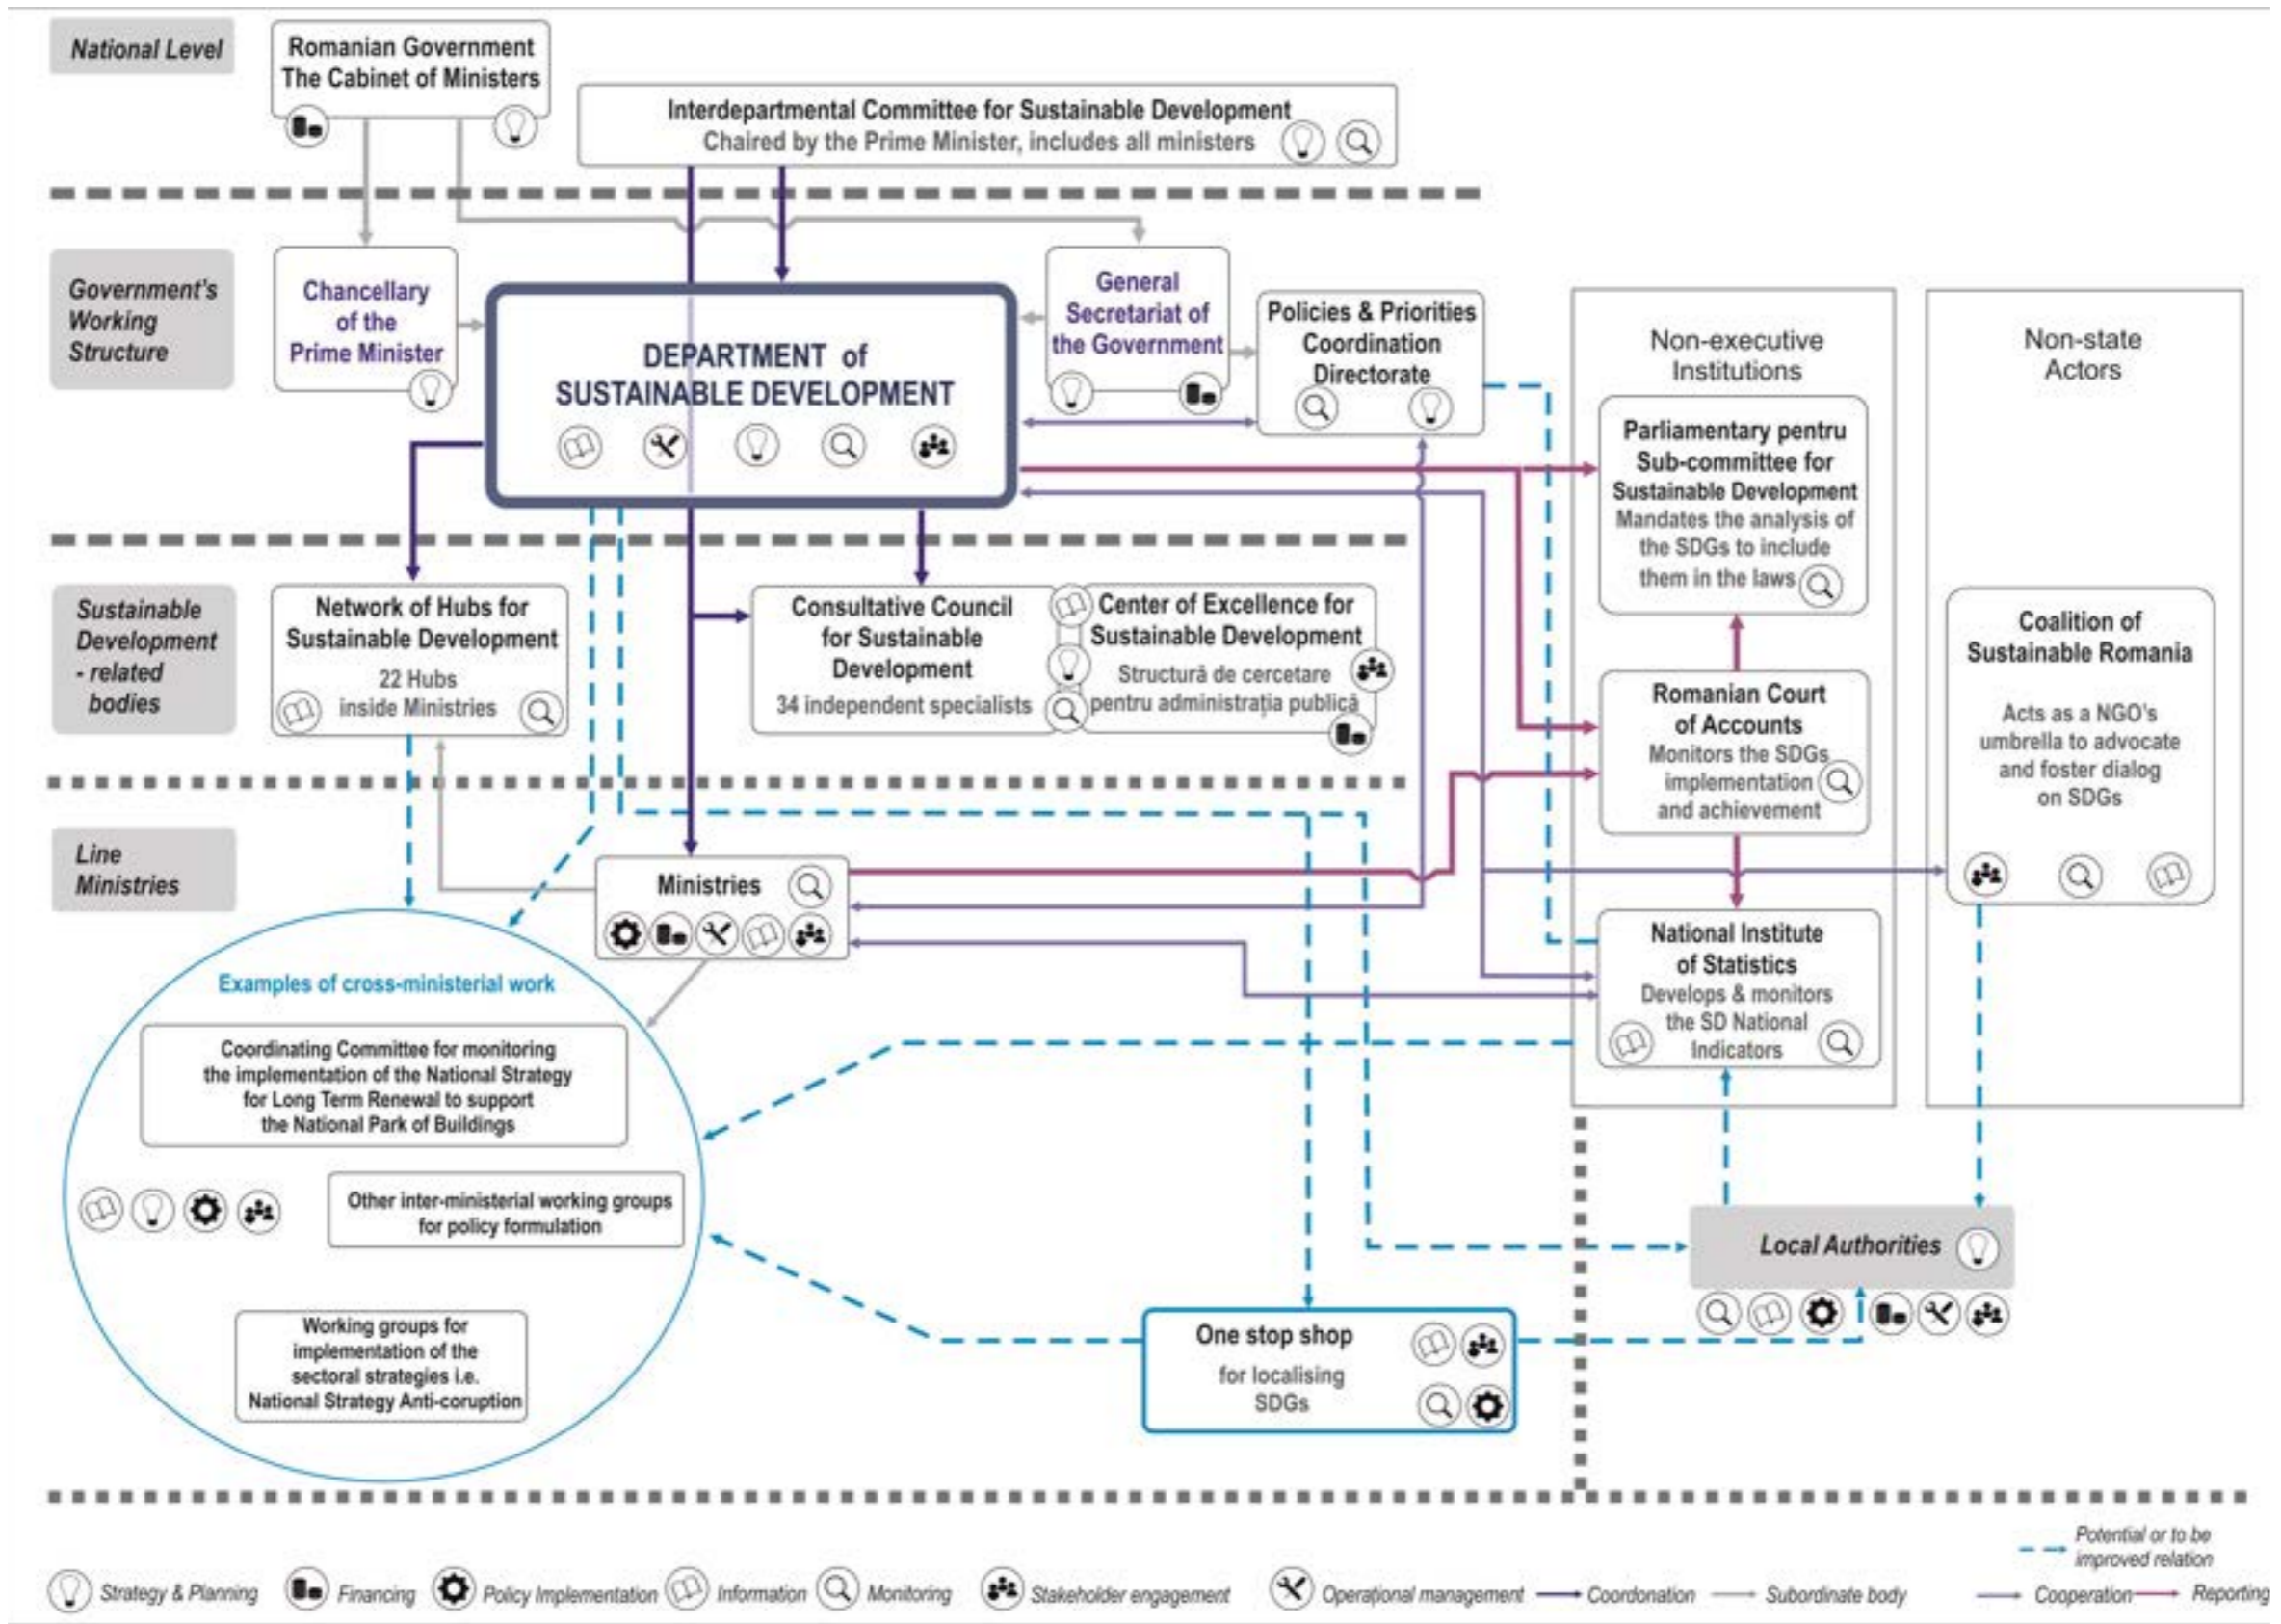 National Level
Romanian Government
The Cabinet of Ministers
Interdepartmental Committee for Sustainable Development
Chaired by the Prime Minister, includes all ministers
Government's
Working
Structure
Chancellary
of the
Prime Minister
DEPARTMENT of
SUSTAINABLE DEVELOPMENT
General
Secretariat of
the Government
Policies & Priorities
Coordination
Directorate
Non-executive
Institutions
Non-state
Actors
Parliamentary pentru
Sub-committee for
Sustainable Development
Mandates the analysis of
the SDGs to include
them in the laws
Sustainable
Development
- related
bodies
Network of Hubs for
Sustainable Development
22 Hubs
inside Ministries
Consultative Council
for Sustainable
Development
34 independent specialists
Center of Excellence for
Sustainable Development
Structură de cercetare
pentru administrația publică
Romanian Court
of Accounts
Monitors the SDGs
implementation
and achievement
Coalition of
Sustainable Romania
Acts as a NGO's
umbrella to advocate
and foster dialog
on SDGs
Line
Ministries
Ministries
National Institute
of Statistics
Develops & monitors
the SD National
Indicators
Examples of cross-ministerial work
Coordinating Committee for monitoring
the implementation of the National Strategy
for Long Term Renewal to support
the National Park of Buildings
Other inter-ministerial working groups
for policy formulation
Working groups for
implementation of the
sectoral strategies i.e.
National Strategy Anti-coruption
One stop shop
for localising
SDGs
Local Authorities
Potential or to be
improved relation
Strategy & Planning
Financing
Policy Implementation
Information
Monitoring
Stakeholder engagement
Operațional management
Coordonation
Subordinate body
Cooperation
Reporting